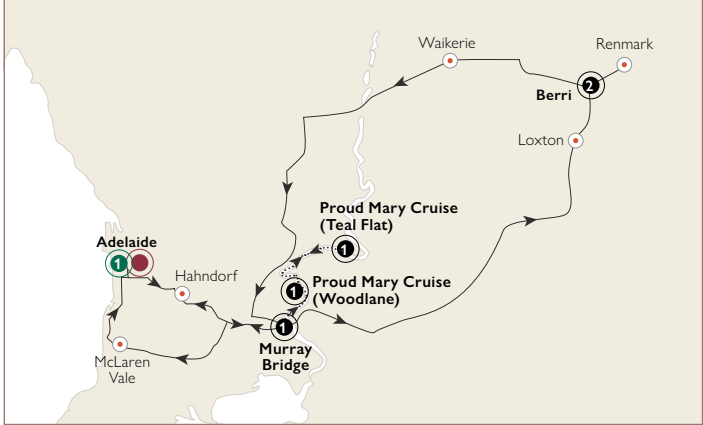 Waikerie
Renmark
2
Berri
Loxton
Proud Mary Cruise
(Teal Flat)
1
Adelaide
1
Hahndorf
Proud Mary Cruise
(Woodlane)
1
1
Murray
Bridge
McLaren
Vale